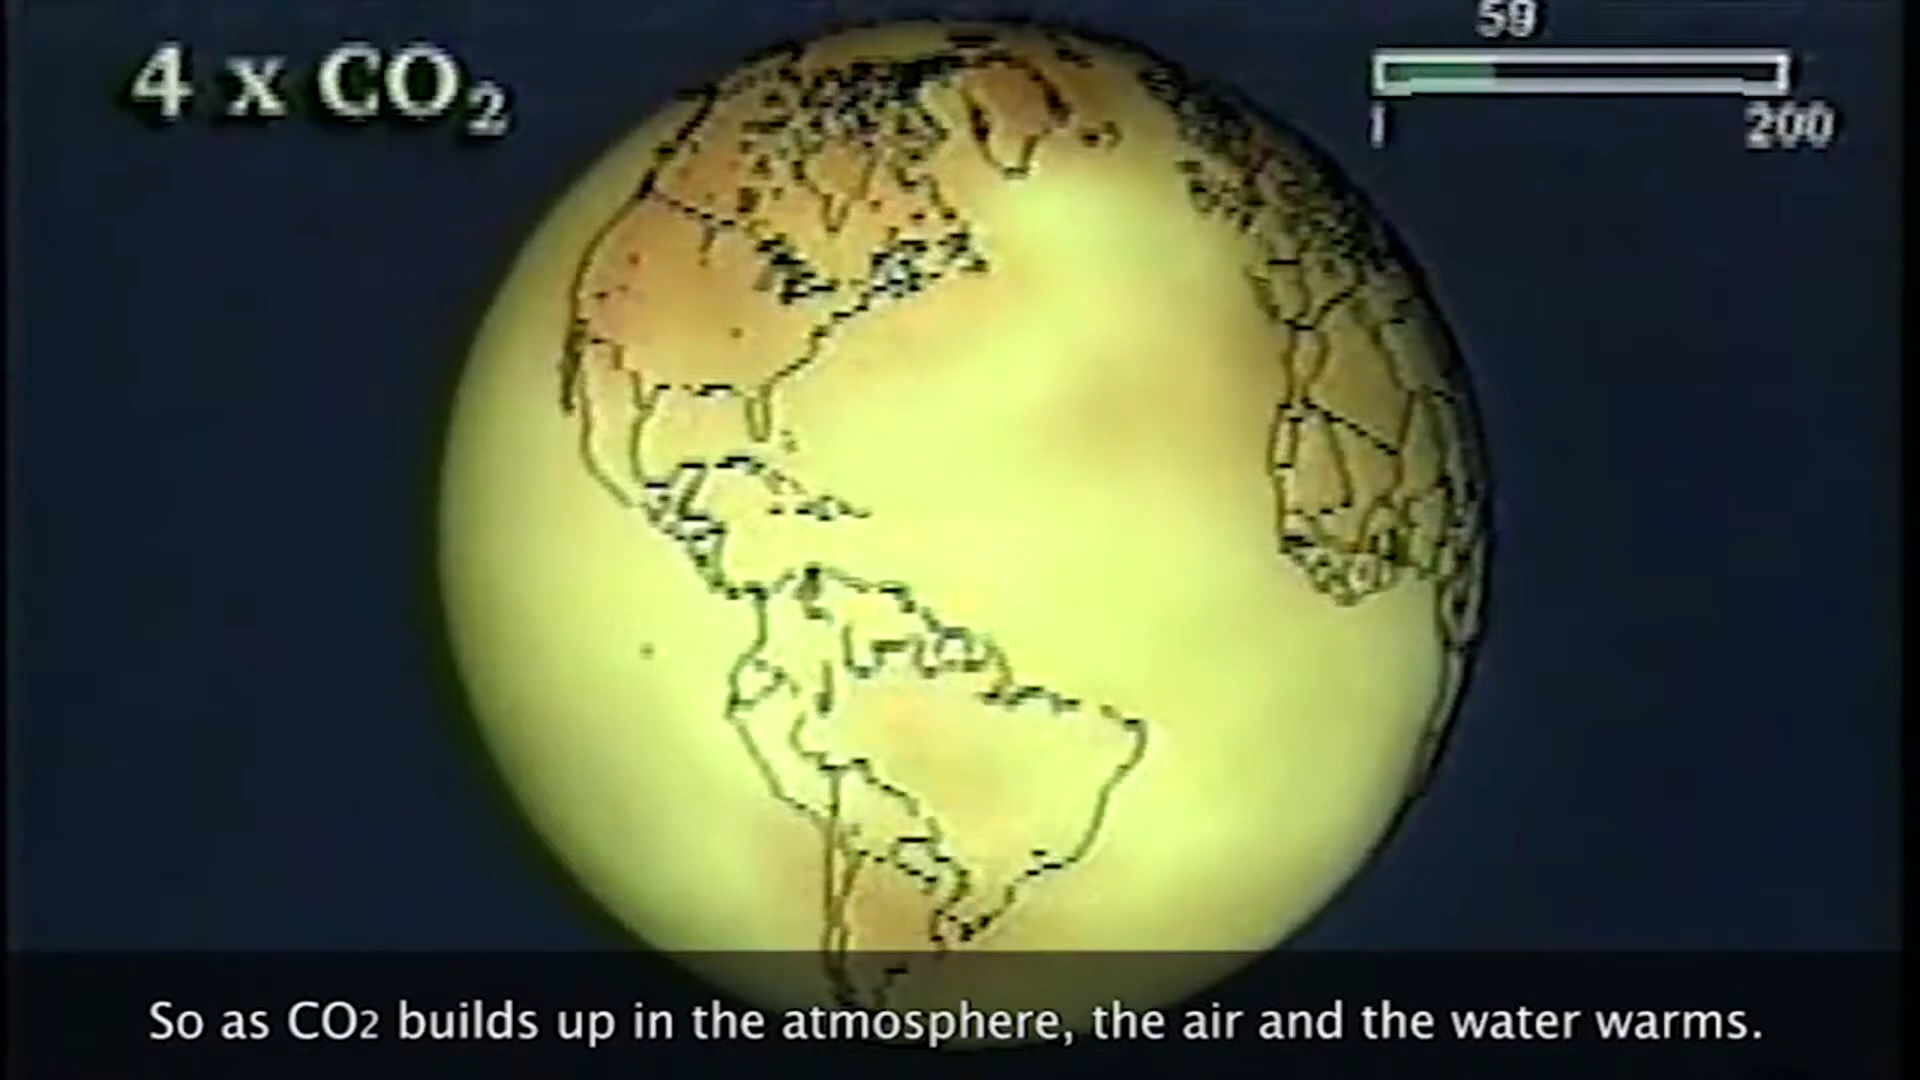 4 x CO₂
59
1 200
So as CO2 builds up in the atmosphere, the air and the water warms.